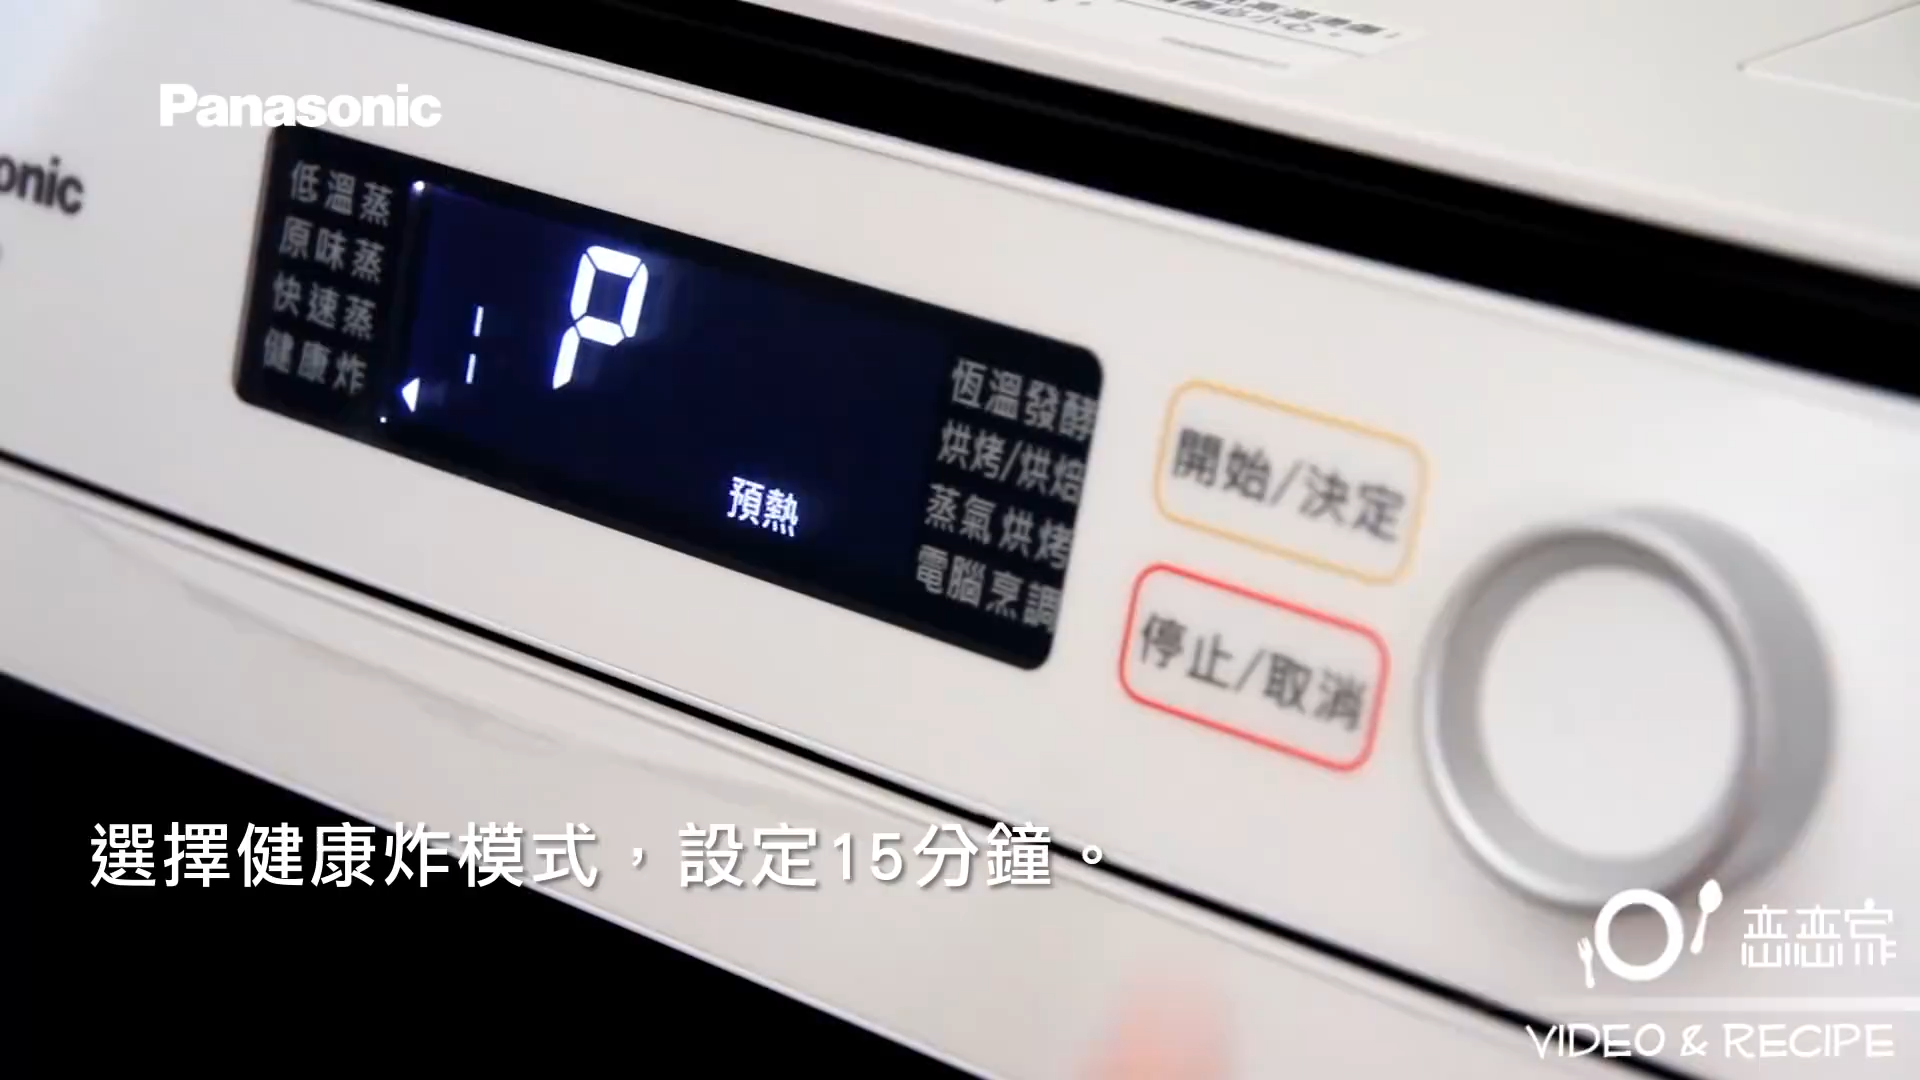 Panasonic
onic
低溫蒸
原味蒸
快速蒸
健康炸
P
預熱
恆溫發酵
烘烤/烘焙
蒸氣烘烤
電腦烹調
開始/決定
停止/取消
選擇健康炸模式，設定15分鐘。
VIDEO & RECIPE